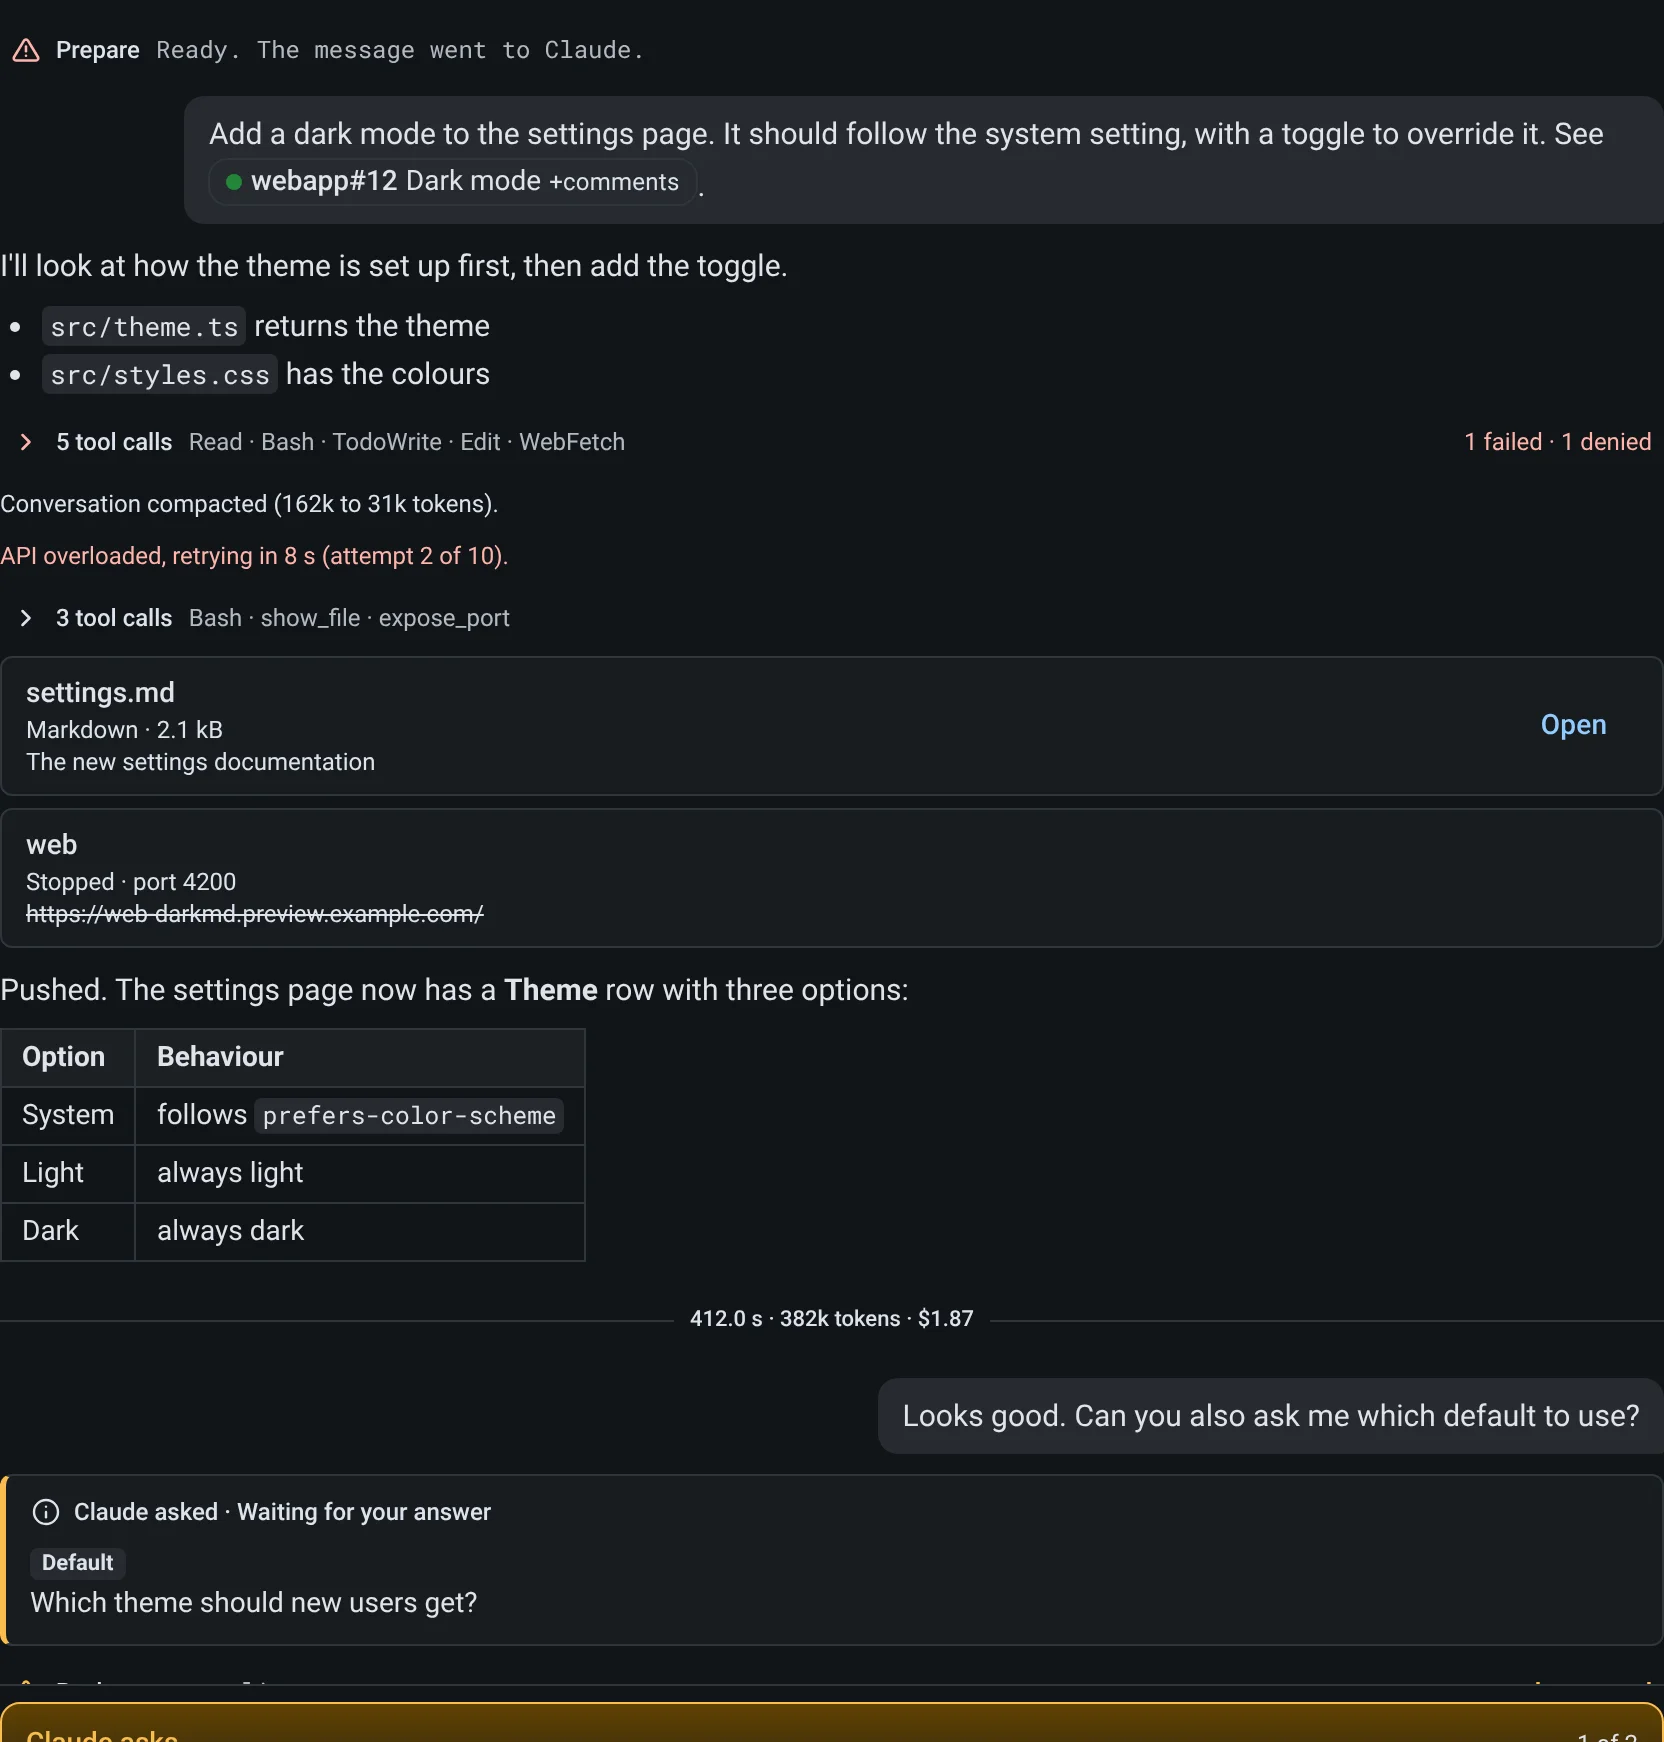 Prepare Ready. The message went to Claude.
Add a dark mode to the settings page. It should follow the system setting, with a toggle to override it. See
webapp#12 Dark mode +comments.
I'll look at how the theme is set up first, then add the toggle.
• src/theme.ts returns the theme
• src/styles.css has the colours
5 tool calls Read · Bash · TodoWrite · Edit · WebFetch 1 failed · 1 denied
Conversation compacted (162k to 31k tokens).
API overloaded, retrying in 8 s (attempt 2 of 10).
3 tool calls Bash · show_file · expose_port
settings.md
Markdown · 2.1 kB
The new settings documentation
Open
web
Stopped · port 4200
https://web-darkmd.preview.example.com/
Pushed. The settings page now has a Theme row with three options:
Option Behaviour
System follows prefers-color-scheme
Light always light
Dark always dark
412.0 s · 382k tokens · $1.87
Looks good. Can you also ask me which default to use?
Claude asked · Waiting for your answer
Default
Which theme should new users get?
Claude asks